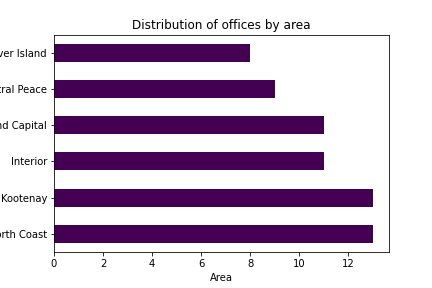 Distribution of offices by area
ver Island
tral Peace
nd Capital
Interior
Kootenay
rth Coast
0 2 4 6 8 10 12
Area